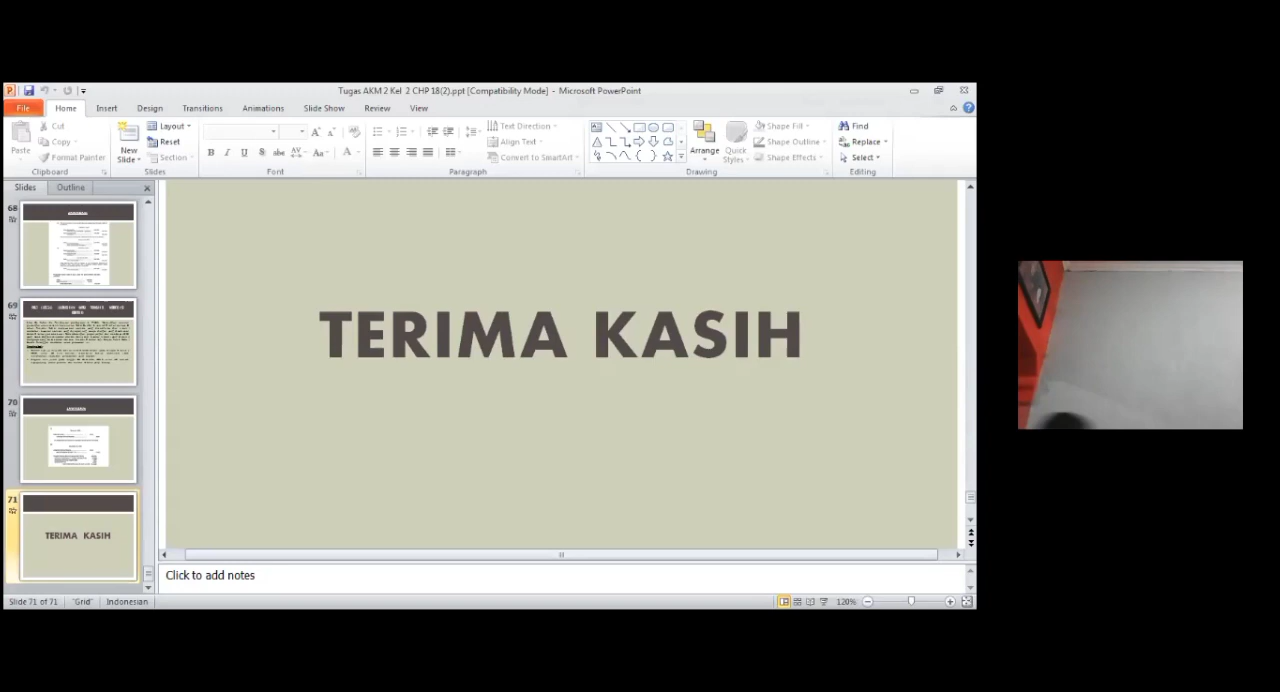 Tugas AKM 2 Kel 2 CHP 18(2).ppt [Compatibility Mode] - Microsoft PowerPoint
File Home Insert Design Transitions Animations Slide Show Review View
Cut
Copy
Format Painter
Paste
Clipboard
New
Slide
Layout
Reset
Section
Slides
Font
Text Direction
Align Text
Convert to SmartArt
Paragraph
Arrange
Quick
Styles
Shape Fill
Shape Outline
Shape Effects
Drawing
Find
Replace
Select
Editing
Slides Outline
68
69
70
71
TERIMA KASIH
TERIMA KASIH
Click to add notes
Slide 71 of 71 "Grid" Indonesian 120%